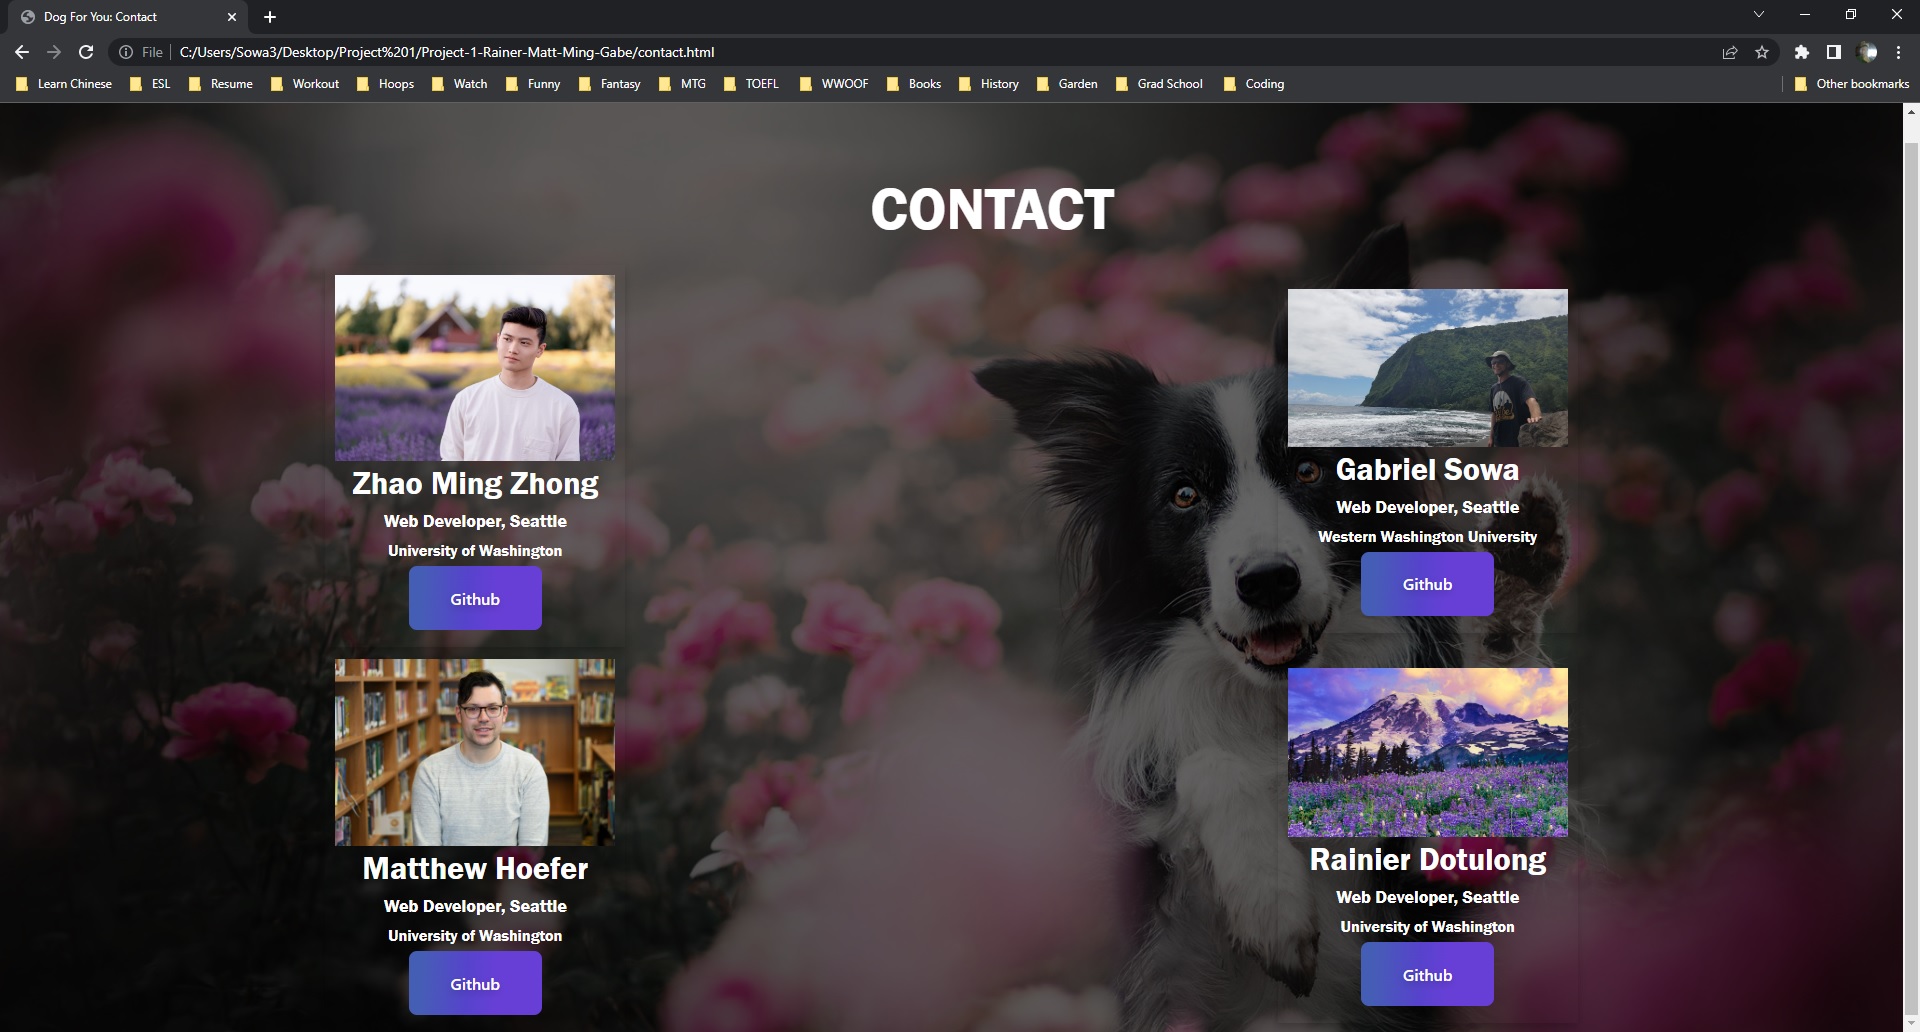 Dog For You: Contact
File C:/Users/Sowa3/Desktop/Project%201/Project-1-Rainer-Matt-Ming-Gabe/contact.html
Learn Chinese ESL Resume Workout Hoops Watch Funny Fantasy MTG TOEFL WWOOF Books History Garden Grad School Coding Other bookmarks
CONTACT
Zhao Ming Zhong
Web Developer, Seattle
University of Washington
Github
Gabriel Sowa
Web Developer, Seattle
Western Washington University
Github
Matthew Hoefer
Web Developer, Seattle
University of Washington
Github
Rainier Dotulong
Web Developer, Seattle
University of Washington
Github